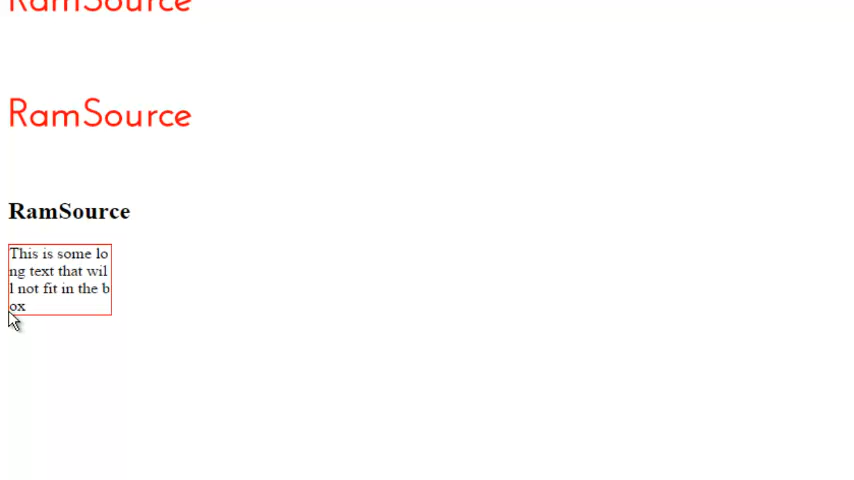 RamSource
RamSource
RamSource
This is some lo
ng text that wil
l not fit in the b
ox